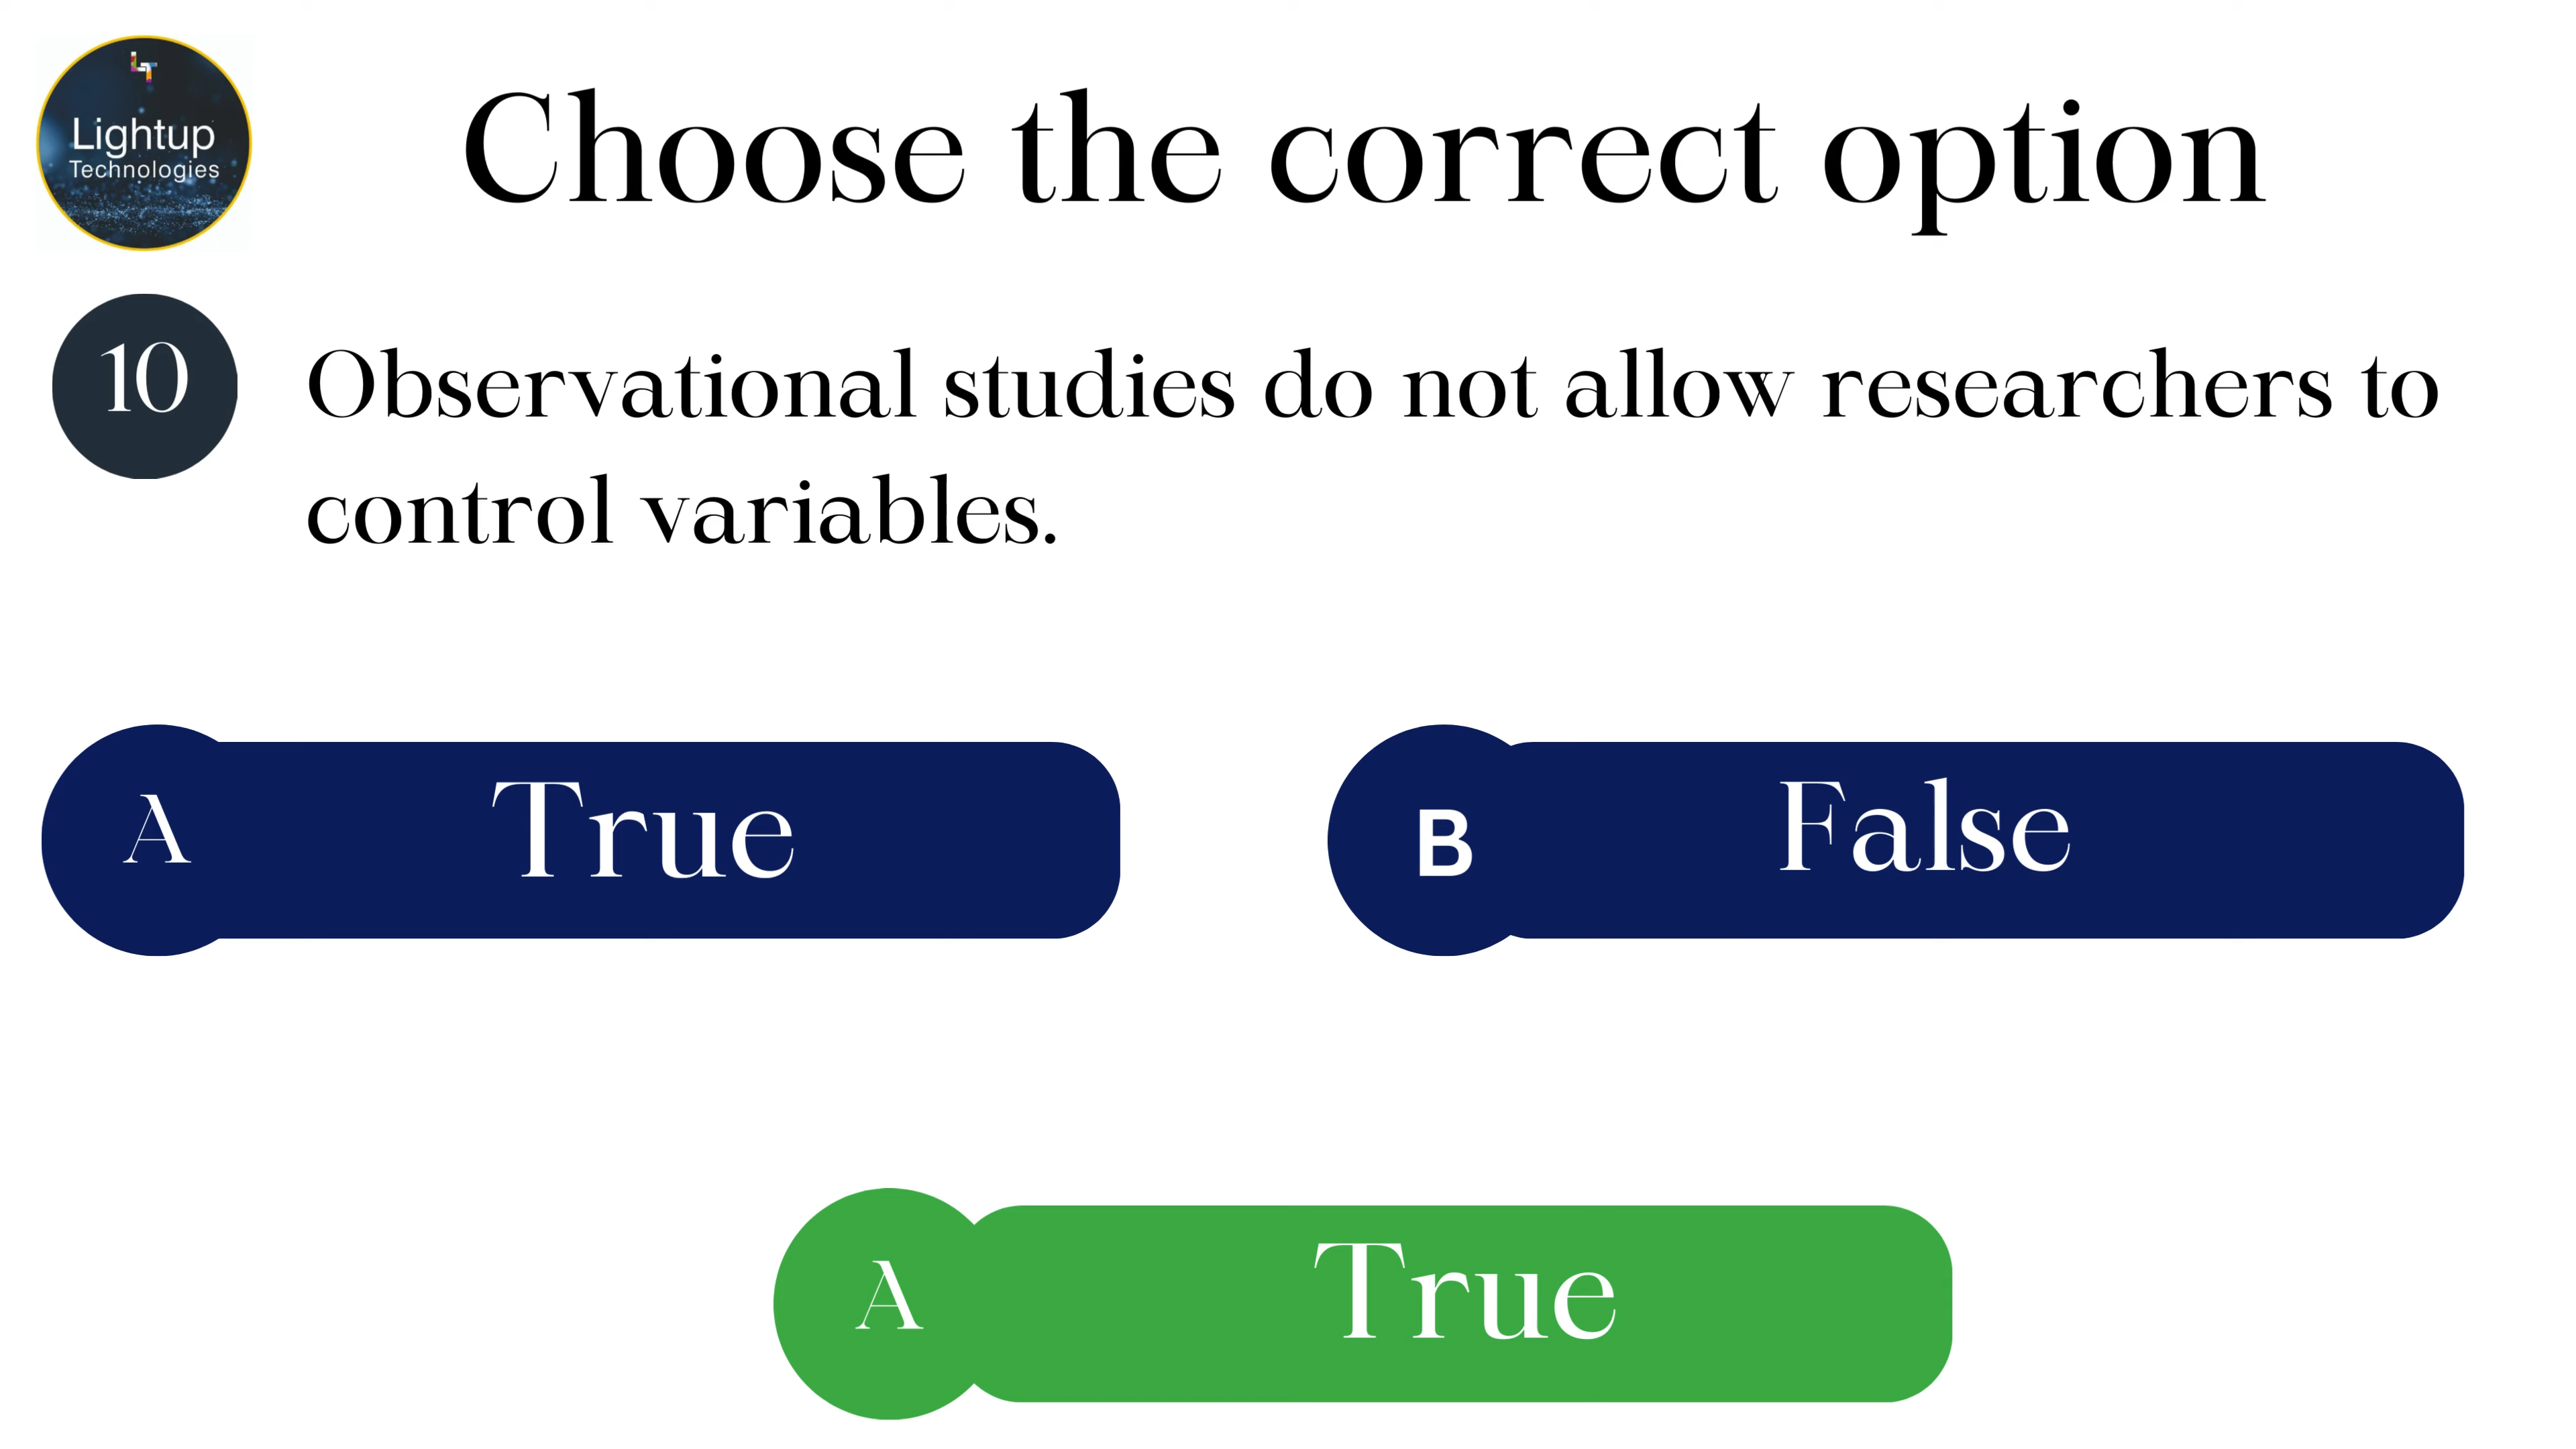 LT
Lightup
Technologies
Choose the correct option
10
Observational studies do not allow researchers to
control variables.
A
True
B
False
A
True